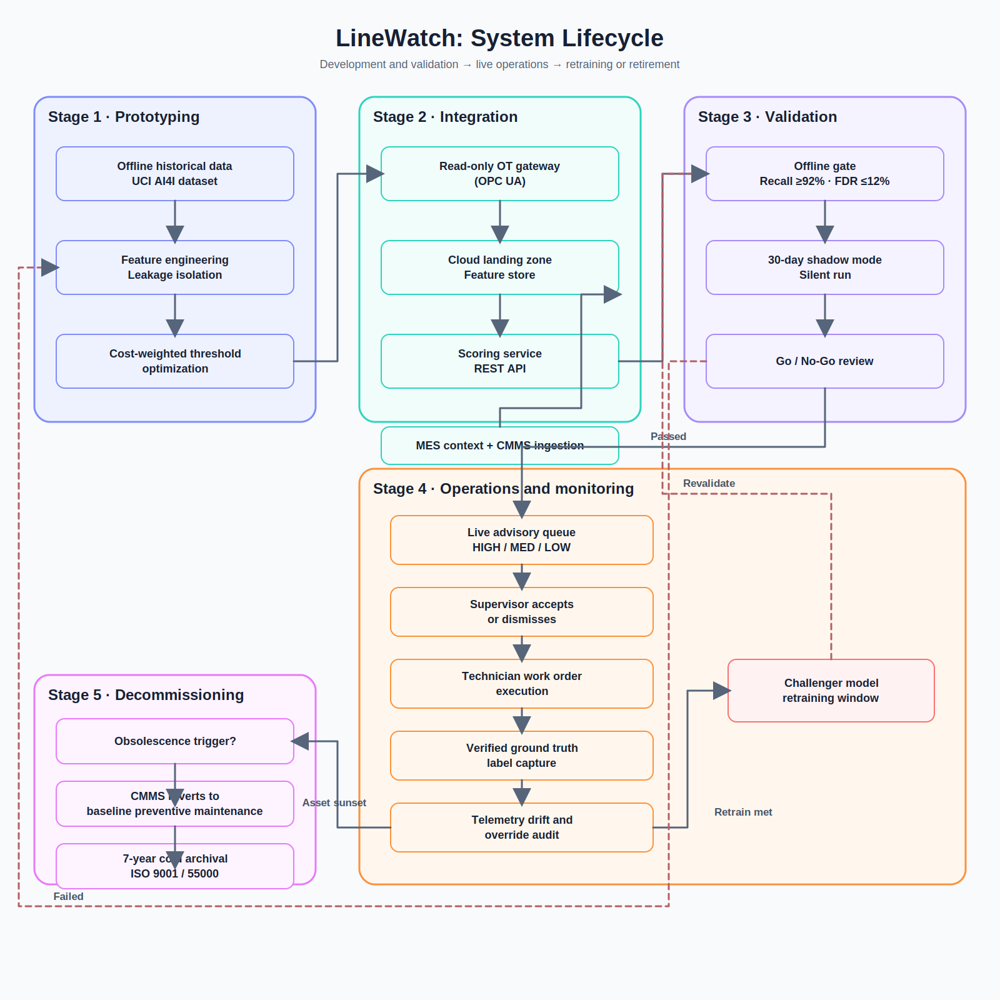 LineWatch: System Lifecycle
Development and validation → live operations → retraining or retirement
Stage 1 · Prototyping
Offline historical data
UCI AI4I dataset
Feature engineering
Leakage isolation
Cost-weighted threshold
optimization
Stage 2 · Integration
Read-only OT gateway
(OPC UA)
Cloud landing zone
Feature store
Scoring service
REST API
MES context + CMMS ingestion
Stage 3 · Validation
Offline gate
Recall ≥92% · FDR ≤12%
30-day shadow mode
Silent run
Go / No-Go review
Passed
Revalidate
Stage 4 · Operations and monitoring
Live advisory queue
HIGH / MED / LOW
Supervisor accepts
or dismisses
Technician work order
execution
Verified ground truth
label capture
Telemetry drift and
override audit
Challenger model
retraining window
Retrain met
Asset sunset
Stage 5 · Decommissioning
Obsolescence trigger?
CMMS to
baseline preventive maintenance
7-year archival
ISO 9001 / 55000
Failed